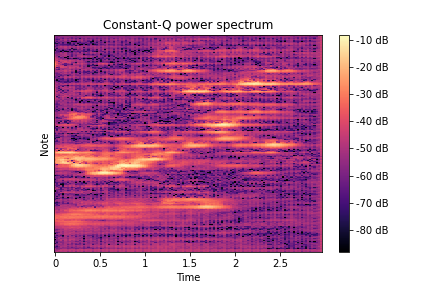 Constant-Q power spectrum
Note
0
0.5
1
1.5
2
2.5
Time
-10 dB
-20 dB
-30 dB
-40 dB
-50 dB
-60 dB
-70 dB
-80 dB